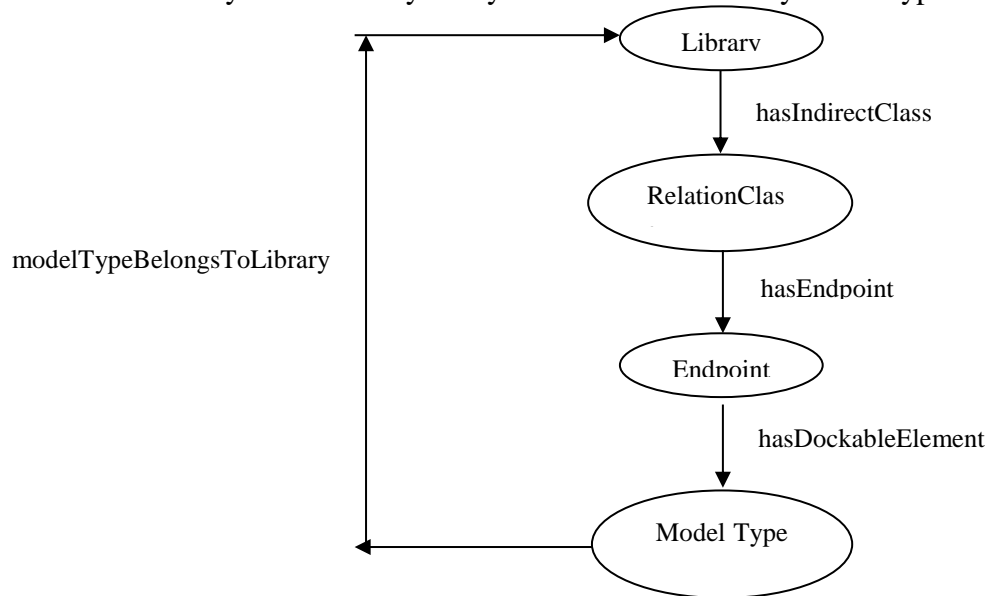 Library
hasIndirectClass
RelationClas
modelTypeBelongsToLibrary
hasEndpoint
Endpoint
hasDockableElement
Model Type